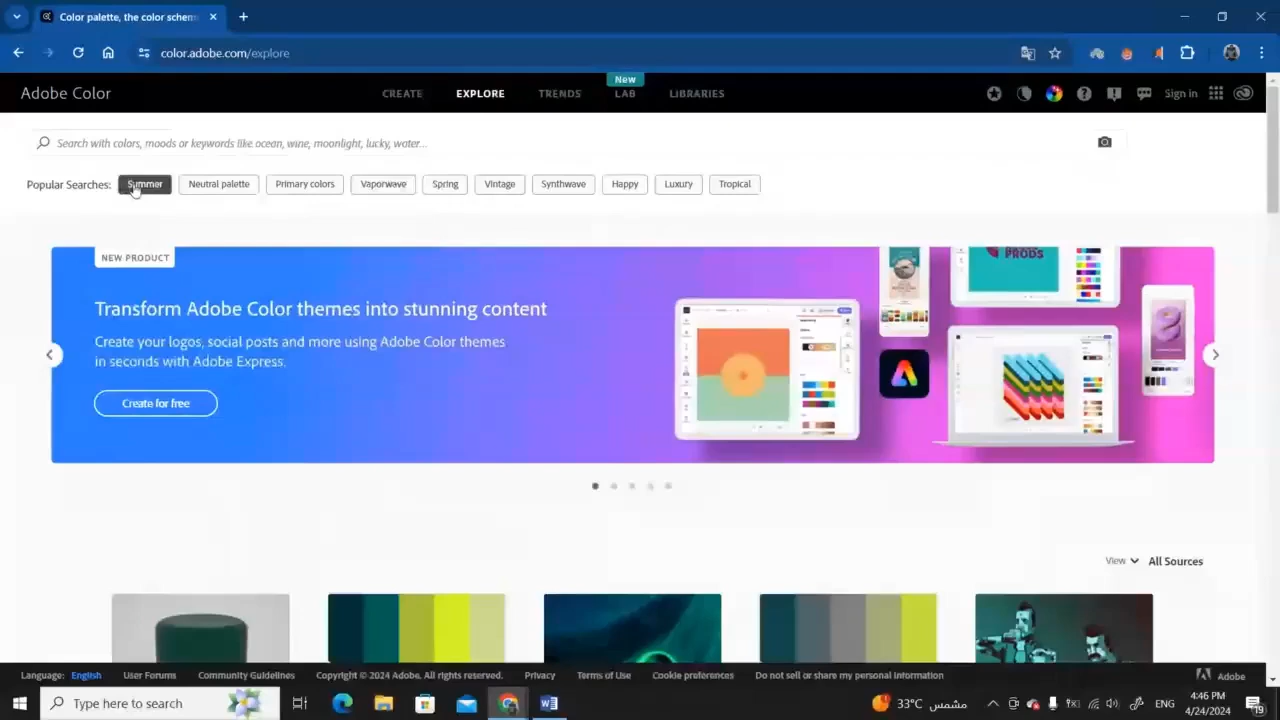 Color palette, the color schem
color.adobe.com/explore
Adobe Color
CREATE
EXPLORE
TRENDS
New
LAB
LIBRARIES
Sign in
Search with colors, moods or keywords like ocean, wine, moonlight, lucky, water...
Popular Searches:
Summer
Neutral palette
Primary colors
Vaporwave
Spring
Vintage
Synthwave
Happy
Luxury
Tropical
NEW PRODUCT
Transform Adobe Color themes into stunning content
Create your logos, social posts and more using Adobe Color themes
in seconds with Adobe Express.
Create for free
PRODS
View
All Sources
Language: English
User Forums
Community Guidelines
Copyright © 2024 Adobe. All rights reserved.
Privacy
Terms of Use
Cookie preferences
Do not sell or share my personal information
Adobe
Type here to search
33°C مشمس
ENG
4:46 PM
4/24/2024
19